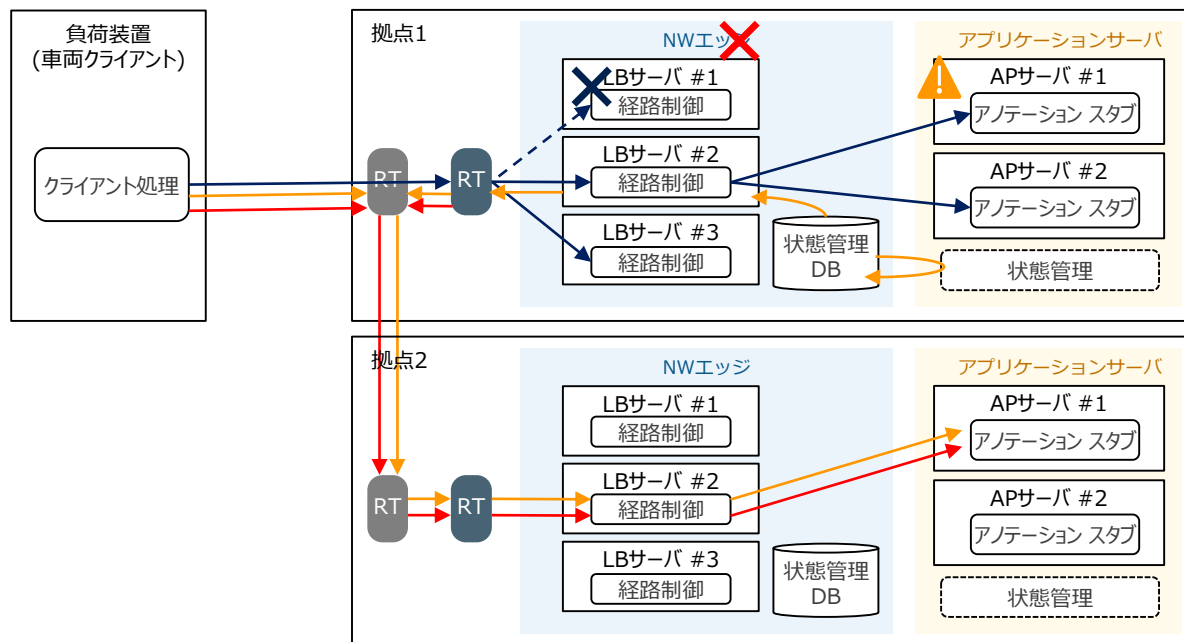 負荷装置
(車両クライアント)
クライアント処理
拠点1
RT
RT
NWエッジ
LBサーバ #1
経路制御
LBサーバ #2
経路制御
LBサーバ #3
経路制御
状態管理
DB
アプリケーションサーバ
APサーバ #1
アノテーション スタブ
APサーバ #2
アノテーション スタブ
状態管理
拠点2
RT
RT
NWエッジ
LBサーバ #1
経路制御
LBサーバ #2
経路制御
LBサーバ #3
経路制御
状態管理
DB
アプリケーションサーバ
APサーバ #1
アノテーション スタブ
APサーバ #2
アノテーション スタブ
状態管理